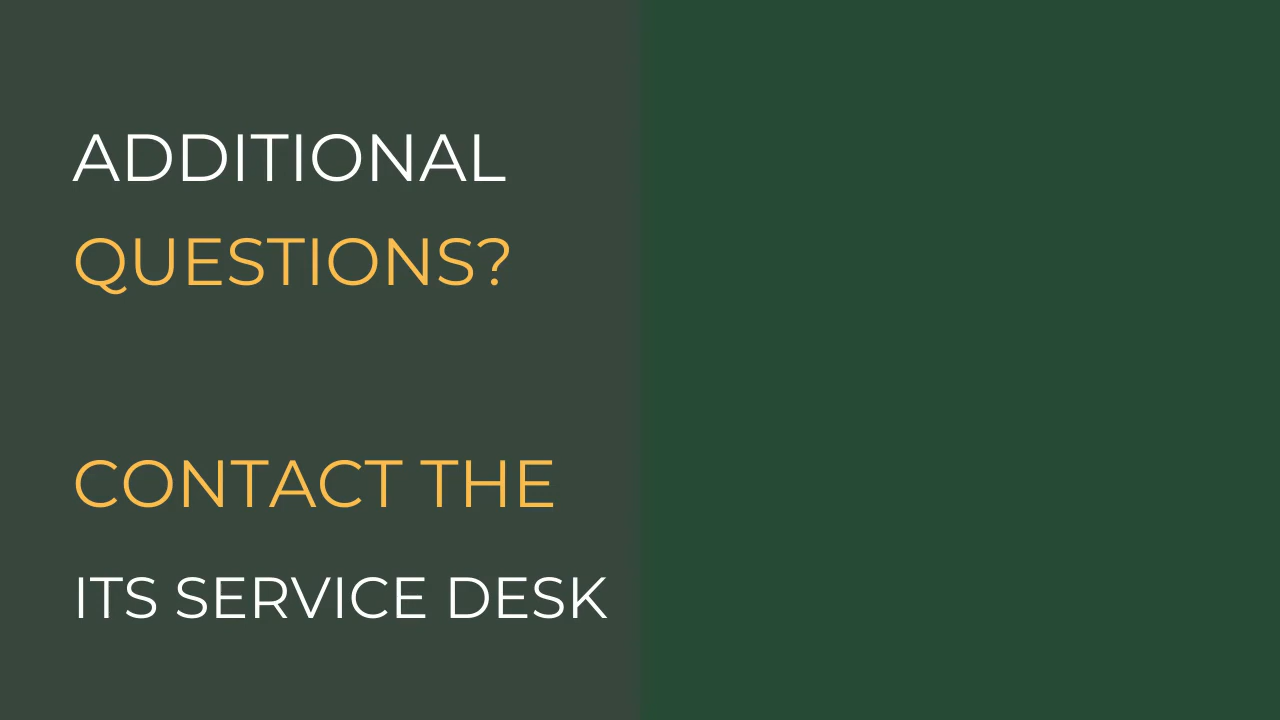 ADDITIONAL
QUESTIONS?
CONTACT THE
ITS SERVICE DESK